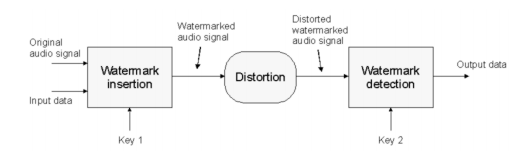 Original
audio signal
Input data
Watermark
insertion
Key 1
Watermarked
audio signal
Distortion
Distorted
watermarked
audio signal
Watermark
detection
Key 2
Output data